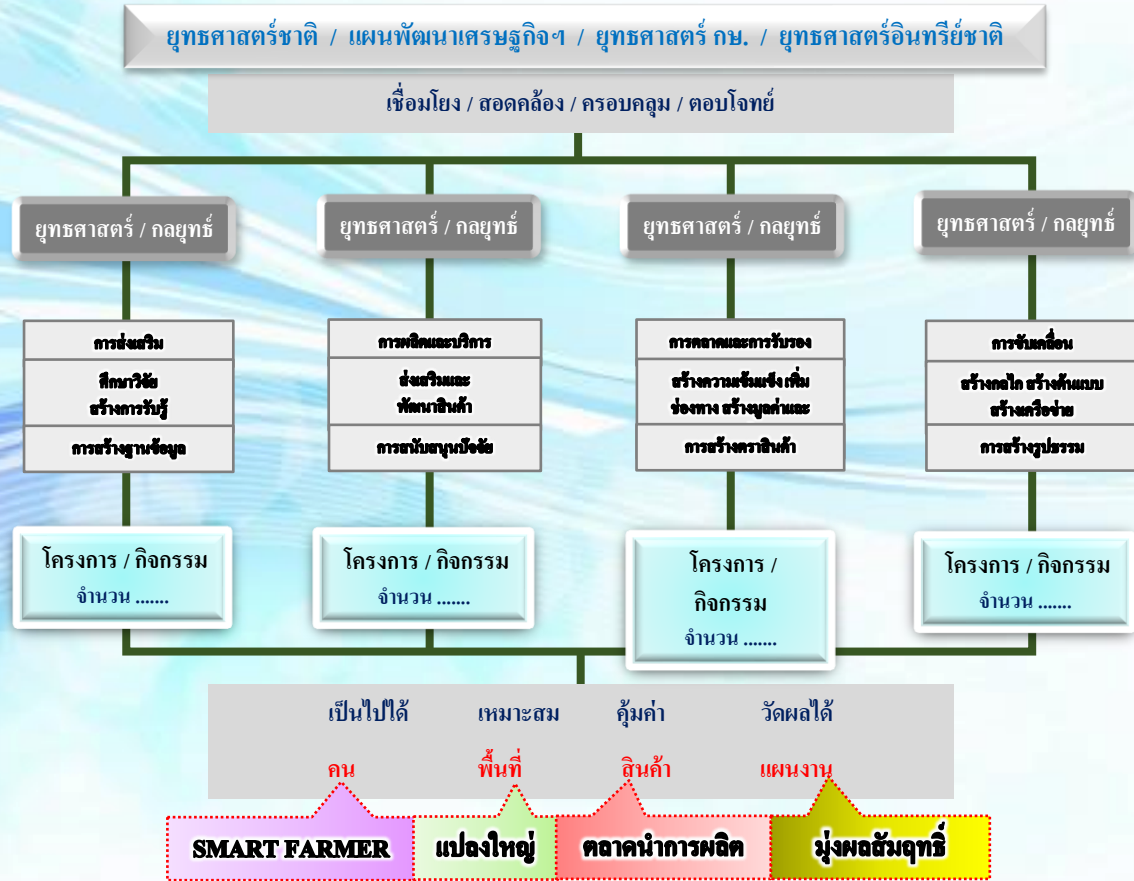 ยุทธศาสตร์ชาติ / แผนพัฒนาเศรษฐกิจฯ / ยุทธศาสตร์ กษ. / ยุทธศาสตร์อินทรีย์ชาติ
เชื่อมโยง / สอดคล้อง / ครอบคลุม / ตอบโจทย์
ยุทธศาสตร์ / กลยุทธ์
ยุทธศาสตร์ / กลยุทธ์
ยุทธศาสตร์ / กลยุทธ์
ยุทธศาสตร์ / กลยุทธ์
การส่งเสริม
ศึกษาวิจัย
สร้างการรับรู้
การสร้างฐานข้อมูล
การผลิตและบริการ
ส่งเสริมและ
พัฒนาสินค้า
การสนับสนุนปัจจัย
การตลาดและการรับรอง
สร้างความเข้มแข็ง เพิ่ม
ช่องทาง สร้างมูลค่าและ
การสร้างตราสินค้า
การขับเคลื่อน
สร้างกลไก สร้างต้นแบบ
สร้างเครือข่าย
การสร้างรูปธรรม
โครงการ / กิจกรรม
จำนวน .......
โครงการ / กิจกรรม
จำนวน .......
โครงการ /
กิจกรรม
จำนวน .......
โครงการ / กิจกรรม
จำนวน .......
เป็นไปได้ เหมาะสม คุ้มค่า วัดผลได้
คน พื้นที่ สินค้า แผนงาน
SMART FARMER แปลงใหญ่ ตลาดนำการผลิต มุ่งผลสัมฤทธิ์